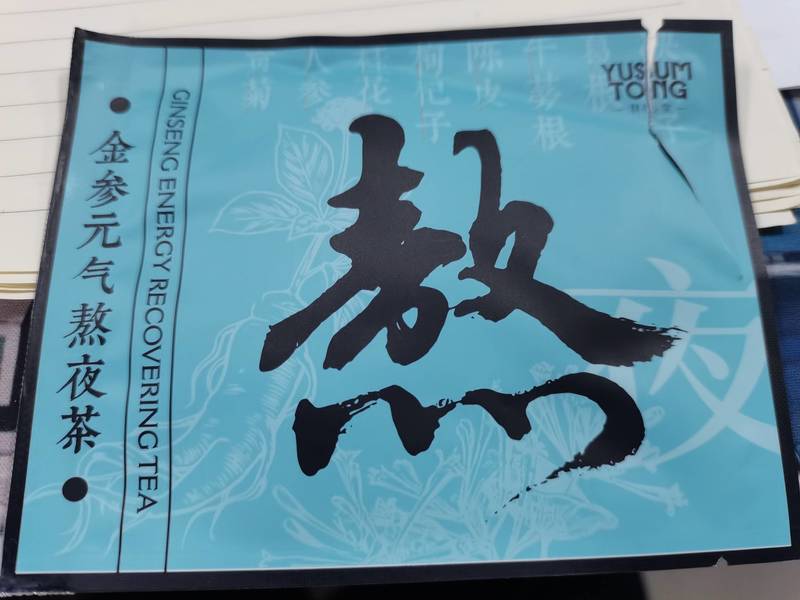 YUSUM
TONG
牛蒡根
陈皮
枸杞子
桂花
人参
熬
夜
GINSENG ENERGY RECOVERING TEA
金参元气熬夜茶